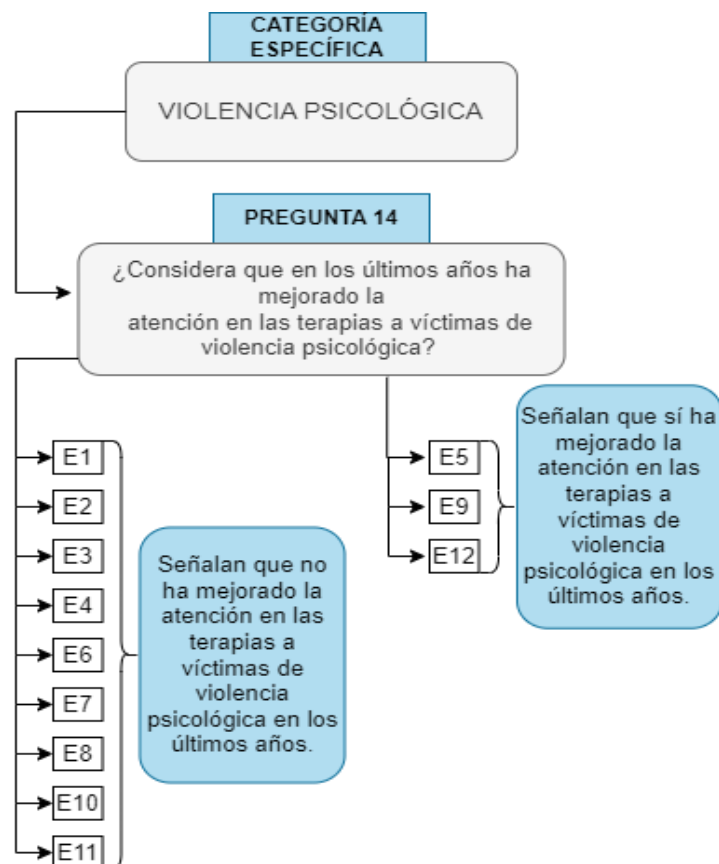 CATEGORÍA
ESPECÍFICA
VIOLENCIA PSICOLÓGICA
PREGUNTA 14
¿Considera que en los últimos años ha
mejorado la
atención en las terapias a víctimas de
violencia psicológica?
E1
E2
E3
E4
E6
E7
E8
E10
E11
Señalan que no
ha mejorado la
atención en las
terapias a
víctimas de
violencia
psicológica en los
últimos años.
E5
E9
E12
Señalan que sí ha
mejorado la
atención en las
terapias a
víctimas de
violencia
psicológica en los
últimos años.